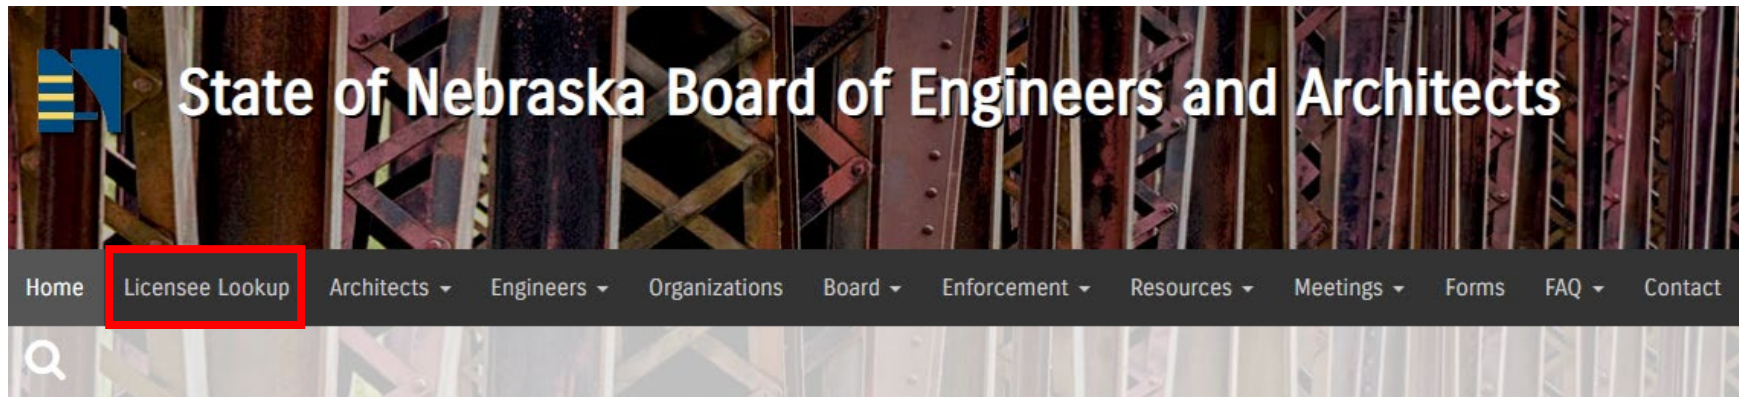 State of Nebraska Board of Engineers and Architects
Home Licensee Lookup Architects Engineers Organizations Board Enforcement Resources Meetings Forms FAQ Contact